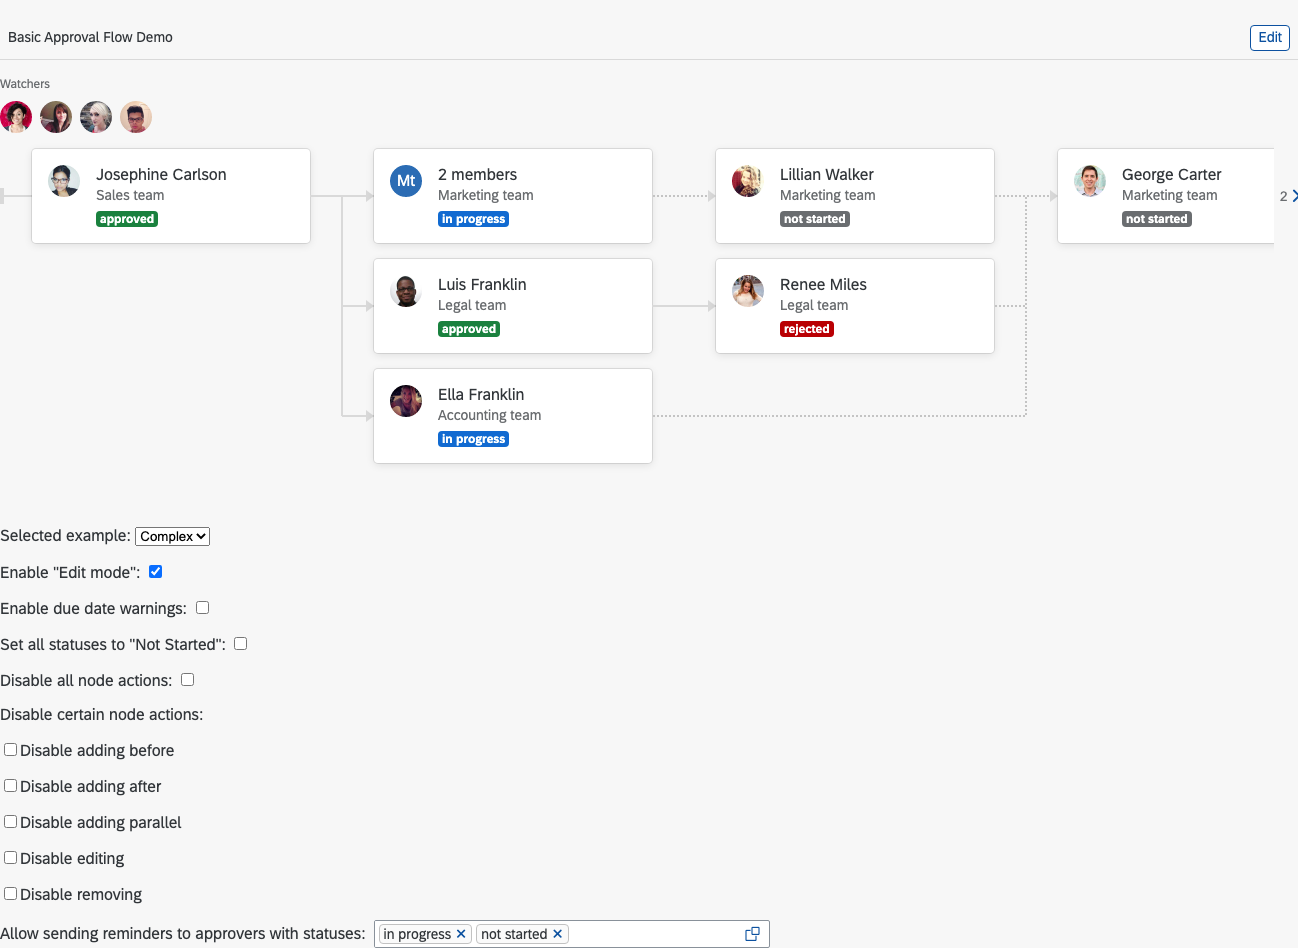 Basic Approval Flow Demo
Edit
Watchers
Josephine Carlson
Sales team
approved
Mt
2 members
Marketing team
in progress
Lillian Walker
Marketing team
not started
George Carter
Marketing team
not started
2
Luis Franklin
Legal team
approved
Renee Miles
Legal team
rejected
Ella Franklin
Accounting team
in progress
Selected example: Complex
Enable "Edit mode":
Enable due date warnings:
Set all statuses to "Not Started":
Disable all node actions:
Disable certain node actions:
Disable adding before
Disable adding after
Disable adding parallel
Disable editing
Disable removing
Allow sending reminders to approvers with statuses: in progress not started